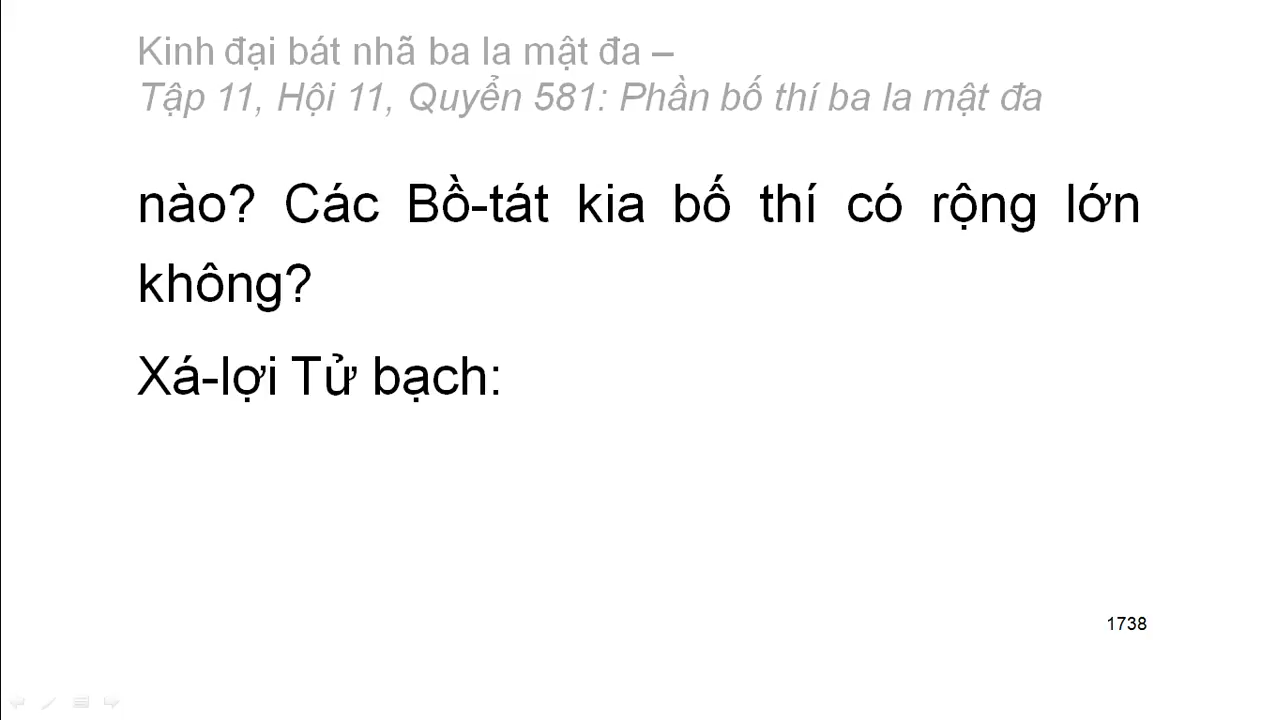 Kinh đại bát nhã ba la mật đa –
Tập 11, Hội 11, Quyển 581: Phần bố thí ba la mật đa
nào? Các Bồ-tát kia bố thí có rộng lớn
không?
Xá-lợi Tử bạch:
1738